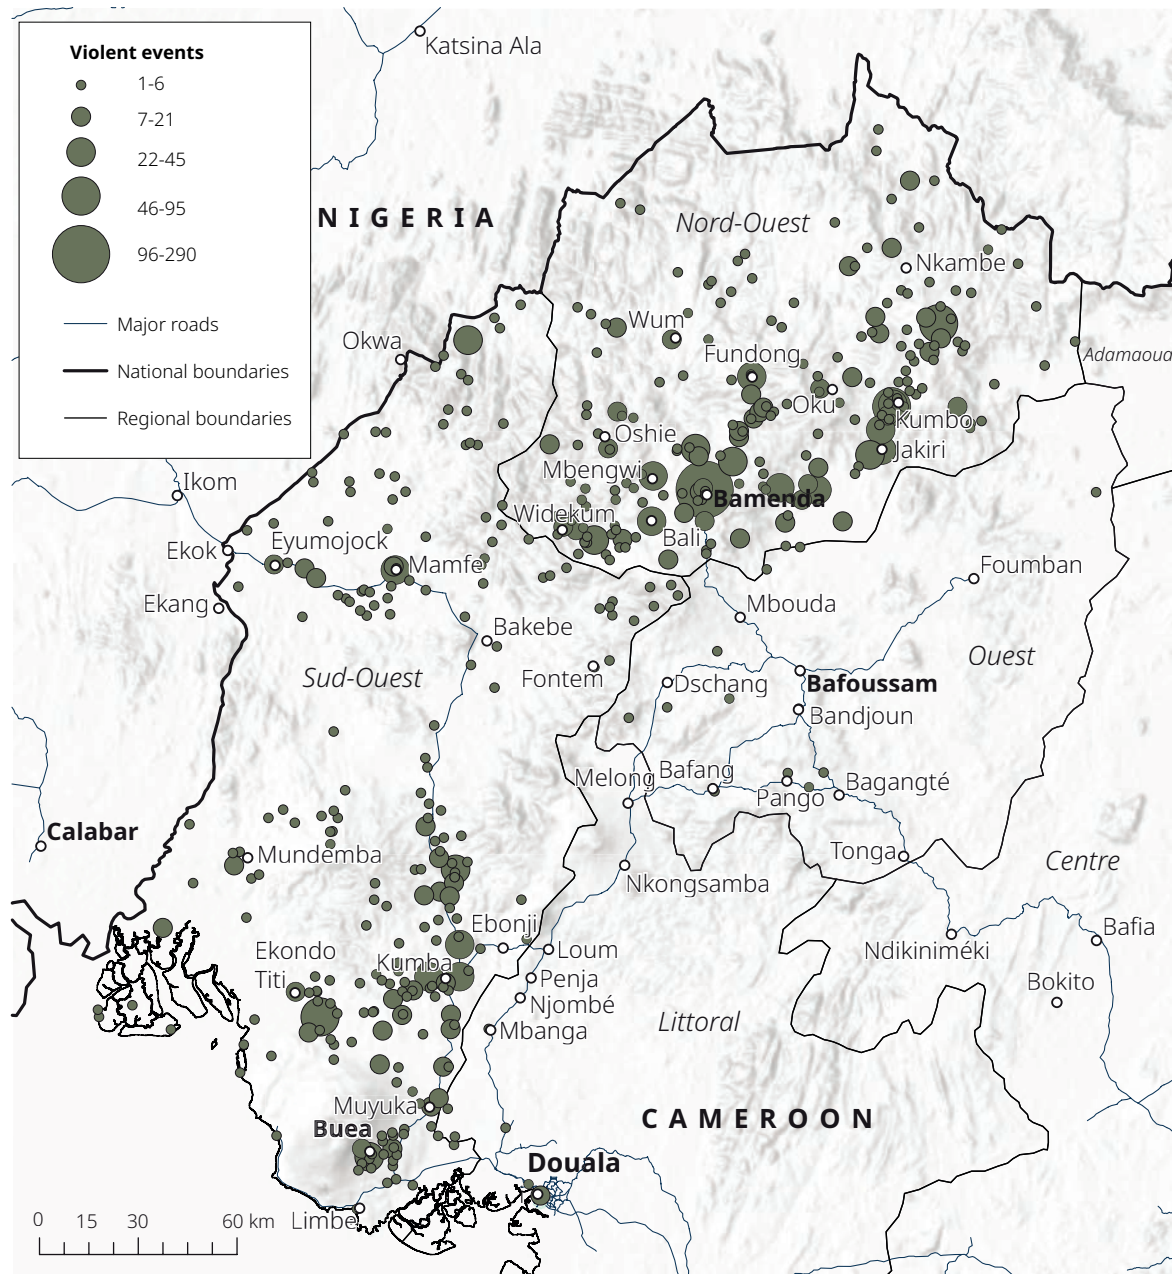 Violent events
1-6
7-21
22-45
46-95
96-290
Major roads
National boundaries
Regional boundaries
Katsina Ala
NIGERIA
Nord-Ouest
Nkambe
Okwa
Wum
Fundong
Adamaoua
Oku
Kumbo
Oshie
Jakiri
Mbengwi
Ikom
Bamenda
Widekum
Bali
Eyumojock
Ekok
Mamfe
Foumban
Ekang
Mbouda
Bakebe
Ouest
Sud-Ouest
Fontem
Dschang
Bafoussam
Bandjoun
Melong
Bafang
Bagangté
Pango
Calabar
Mundemba
Tonga
Centre
Nkongsamba
Ebonji
Bafia
Ekondo
Titi
Loum
Ndikiniméki
Kumba
Penja
Bokito
Njombé
Littoral
Mbanga
Muyuka
CAMEROON
Buea
Douala
Limbe
0 15 30 60 km